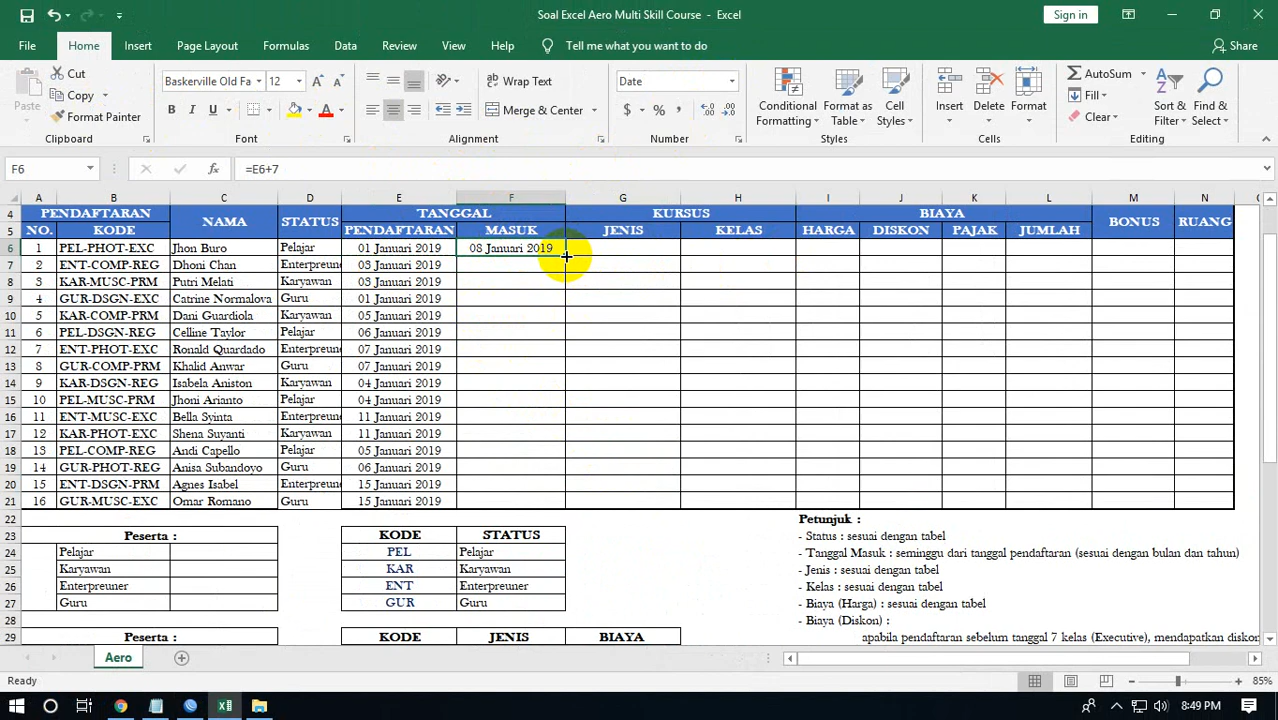 Soal Excel Aero Multi Skill Course - Excel
Sign in
File Home Insert Page Layout Formulas Data Review View Help Tell me what you want to do Share
Paste
Cut
Copy
Format Painter
Clipboard
Baskerville Old Fa 12
B I U
Font
Wrap Text
Merge & Center
Alignment
Date
$ % ,
Number
Conditional Formatting
Format as Table
Cell Styles
Styles
Insert Delete Format
Cells
AutoSum
Fill
Clear
Sort & Filter
Find & Select
Editing
F6 fx =E6+7
A B C D E F G H I J K L M N
4 PENDAFTARAN NAMA STATUS TANGGAL KURSUS BIAYA BONUS RUANG
5 NO. KODE PENDAFTARAN MASUK JENIS KELAS HARGA DISKON PAJAK JUMLAH
6 1 PEL-PHOT-EXC Jhon Buro Pelajar 01 Januari 2019 08 Januari 2019
7 2 ENT-COMP-REG Dhoni Chan Enterpreuner 03 Januari 2019
8 3 KAR-MUSC-PRM Putri Melati Karyawan 03 Januari 2019
9 4 GUR-DSGN-EXC Catrine Normalova Guru 01 Januari 2019
10 5 KAR-COMP-PRM Dani Guardiola Karyawan 05 Januari 2019
11 6 PEL-DSGN-REG Celline Taylor Pelajar 06 Januari 2019
12 7 ENT-PHOT-EXC Ronald Quardado Enterpreuner 07 Januari 2019
13 8 GUR-COMP-PRM Khalid Anwar Guru 07 Januari 2019
14 9 KAR-DSGN-REG Isabela Aniston Karyawan 04 Januari 2019
15 10 PEL-MUSC-PRM Jhoni Arianto Pelajar 04 Januari 2019
16 11 ENT-MUSC-EXC Bella Syinta Enterpreuner 11 Januari 2019
17 12 KAR-PHOT-EXC Shena Suyanti Karyawan 11 Januari 2019
18 13 PEL-COMP-REG Andi Capello Pelajar 05 Januari 2019
19 14 GUR-PHOT-REG Anisa Subandoyo Guru 06 Januari 2019
20 15 ENT-DSGN-PRM Agnes Isabel Enterpreuner 15 Januari 2019
21 16 GUR-MUSC-EXC Omar Romano Guru 15 Januari 2019
22 Petunjuk :
23 Peserta : KODE STATUS - Status : sesuai dengan tabel
24 Pelajar PEL Pelajar - Tanggal Masuk : seminggu dari tanggal pendaftaran (sesuai dengan bulan dan tahun)
25 Karyawan KAR Karyawan - Jenis : sesuai dengan tabel
26 Enterpreuner ENT Enterpreuner - Kelas : sesuai dengan tabel
27 Guru GUR Guru - Biaya (Harga) : sesuai dengan tabel
28 - Biaya (Diskon) :
29 Peserta : KODE JENIS BIAYA apabila pendaftaran sebelum tanggal 7 kelas (Executive), mendapatkan diskon
Aero
Ready
85%
8:49 PM